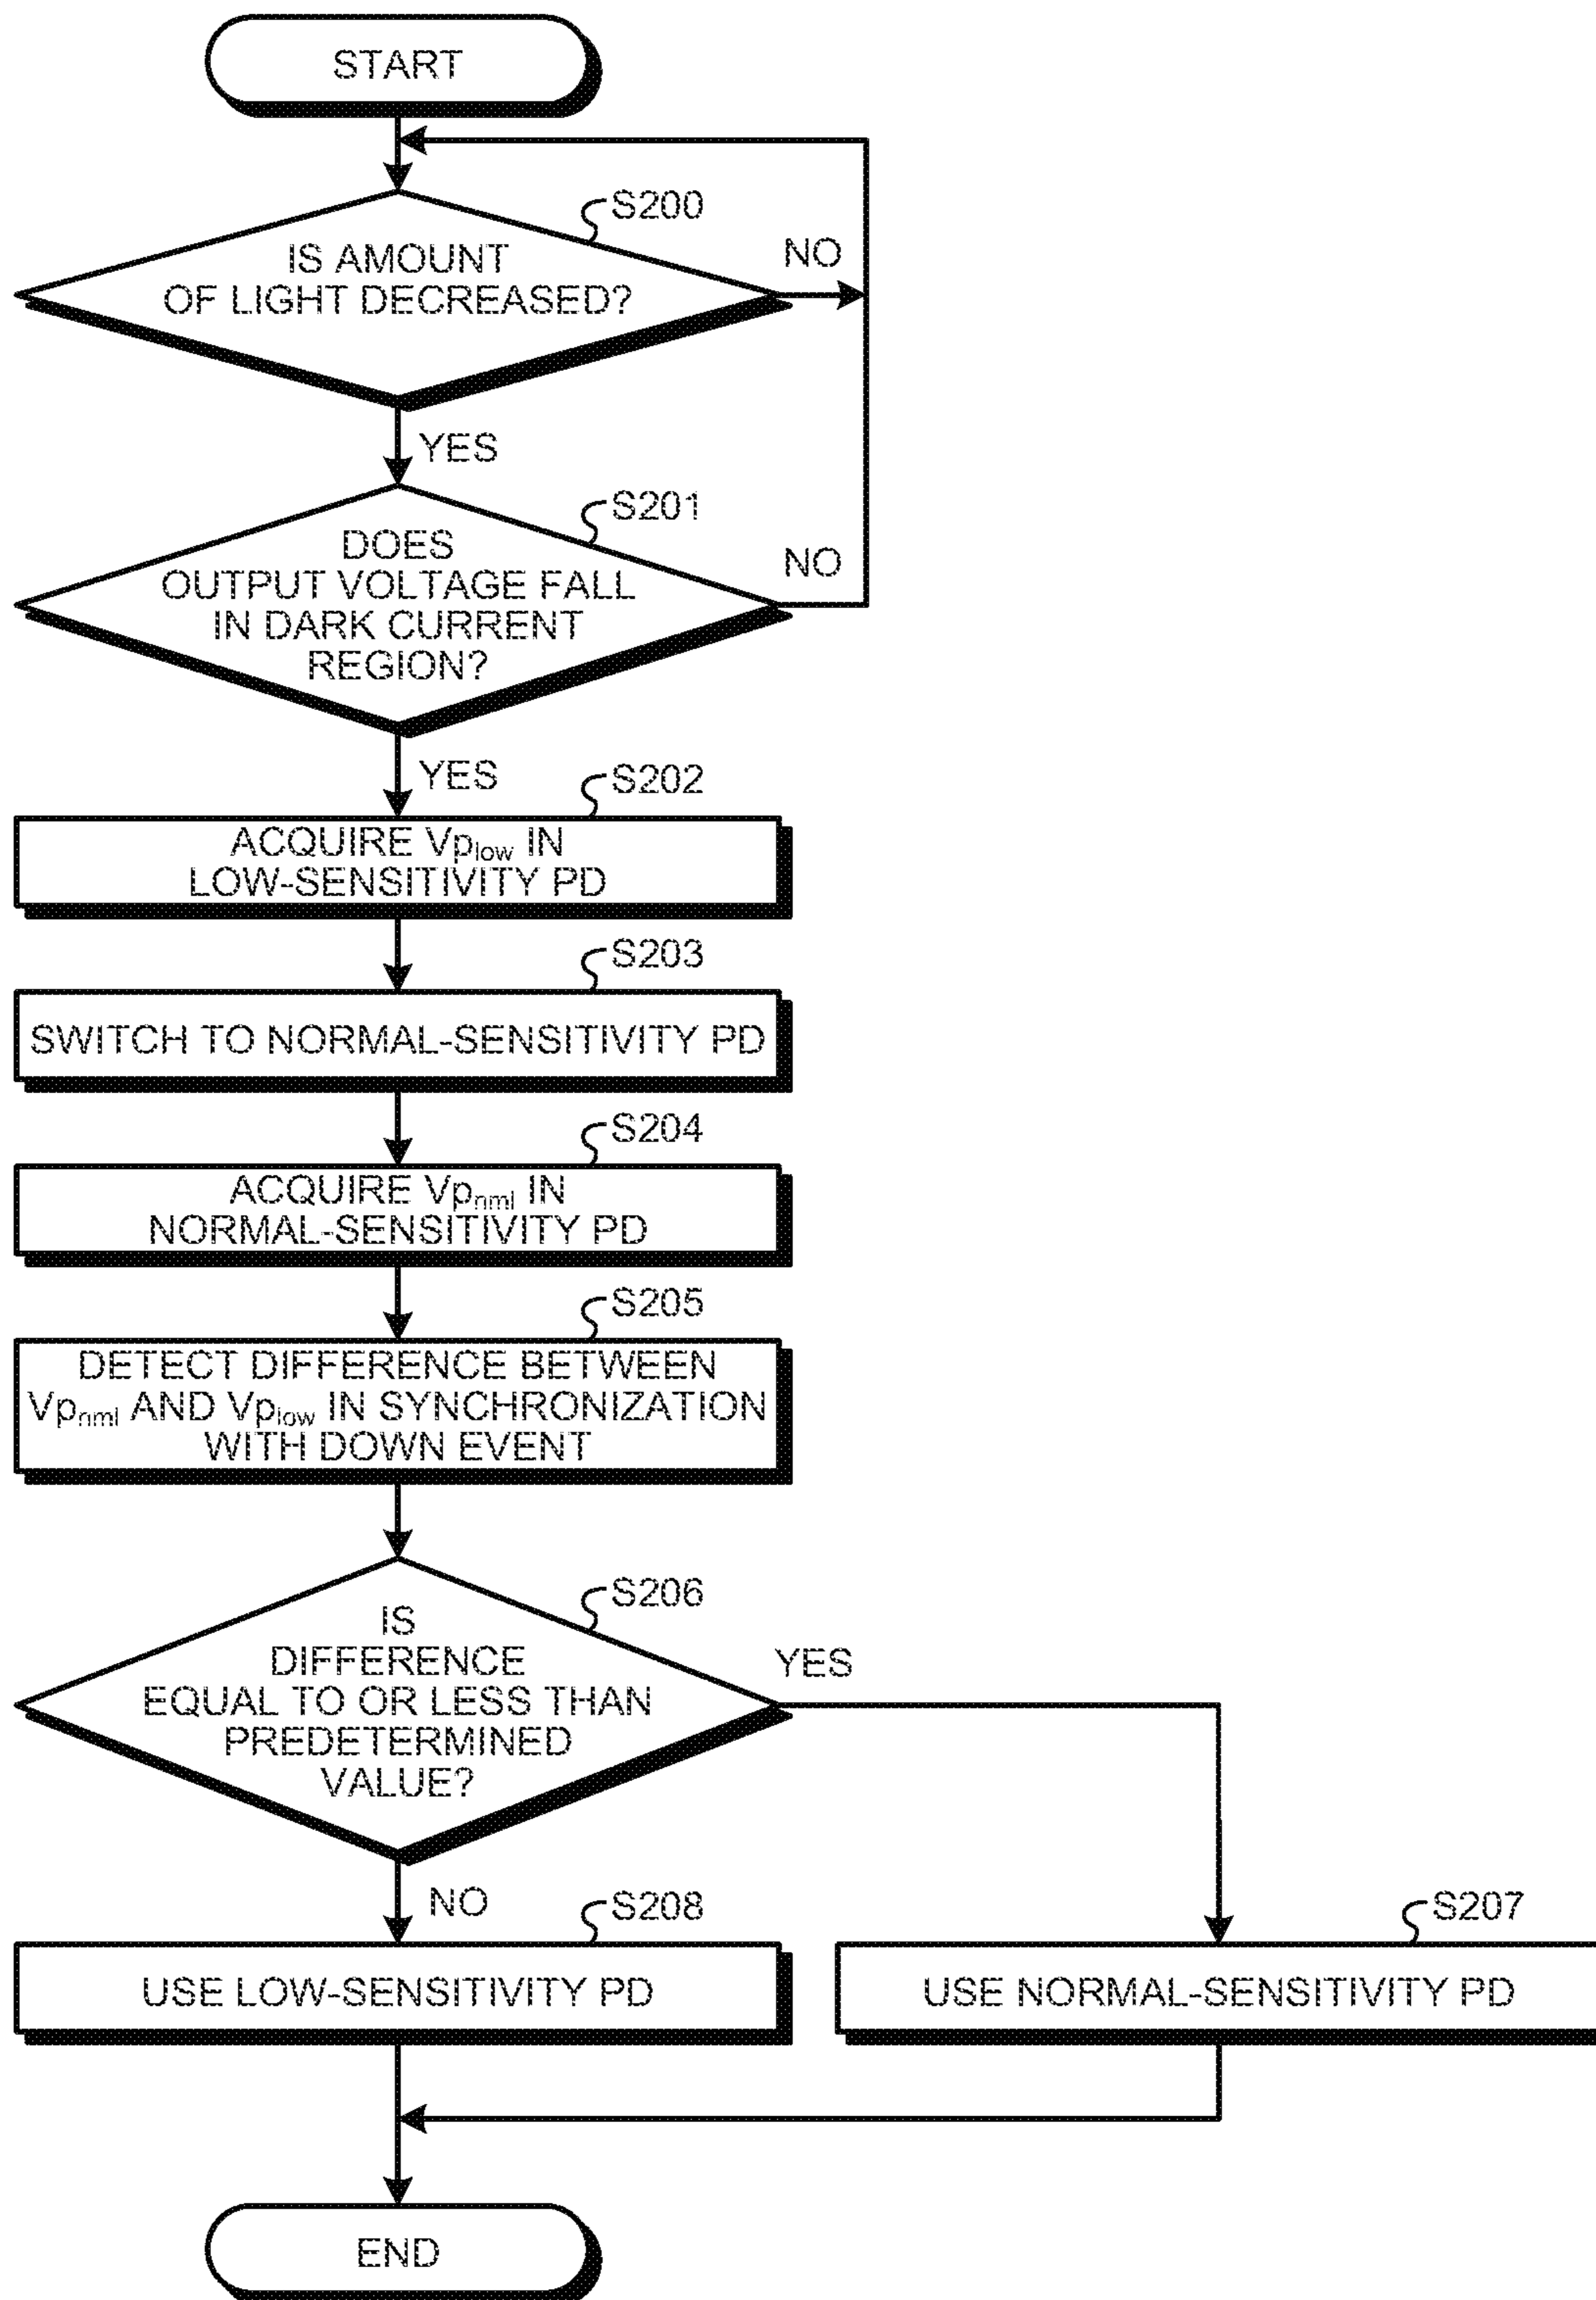 START
S200
IS AMOUNT
OF LIGHT DECREASED?
NO
YES
S201
DOES
OUTPUT VOLTAGE FALL
IN DARK CURRENT
REGION?
NO
YES
S202
ACQUIRE Vplow IN
LOW-SENSITIVITY PD
S203
SWITCH TO NORMAL-SENSITIVITY PD
S204
ACQUIRE Vpnml IN
NORMAL-SENSITIVITY PD
S205
DETECT DIFFERENCE BETWEEN
Vpnml AND Vplow IN SYNCHRONIZATION
WITH DOWN EVENT
S206
IS
DIFFERENCE
EQUAL TO OR LESS THAN
PREDETERMINED
VALUE?
YES
NO
S208
USE LOW-SENSITIVITY PD
S207
USE NORMAL-SENSITIVITY PD
END